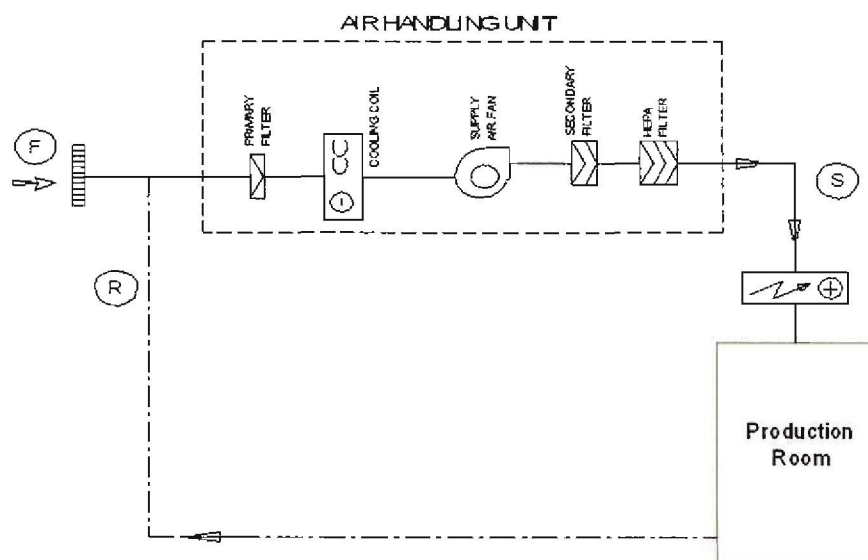 AIR HANDLING UNIT
F
PRIMARY
FILTER
COOLING COIL
SUPPLY
AIR FAN
SECONDARY
FILTER
HEPA
FILTER
S
R
Production
Room